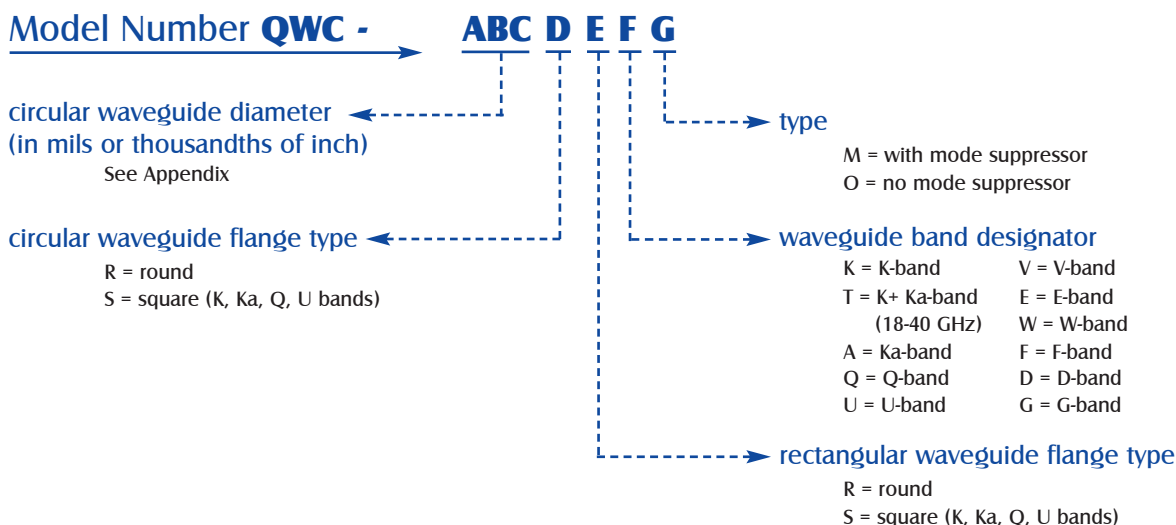 Model Number QWC - ABC D E F G
circular waveguide diameter
(in mils or thousandths of inch)
See Appendix
circular waveguide flange type
R = round
S = square (K, Ka, Q, U bands)
type
M = with mode suppressor
O = no mode suppressor
waveguide band designator
K = K-band V = V-band
T = K+ Ka-band E = E-band
(18-40 GHz) W = W-band
A = Ka-band F = F-band
Q = Q-band D = D-band
U = U-band G = G-band
rectangular waveguide flange type
R = round
S = square (K, Ka, Q, U bands)